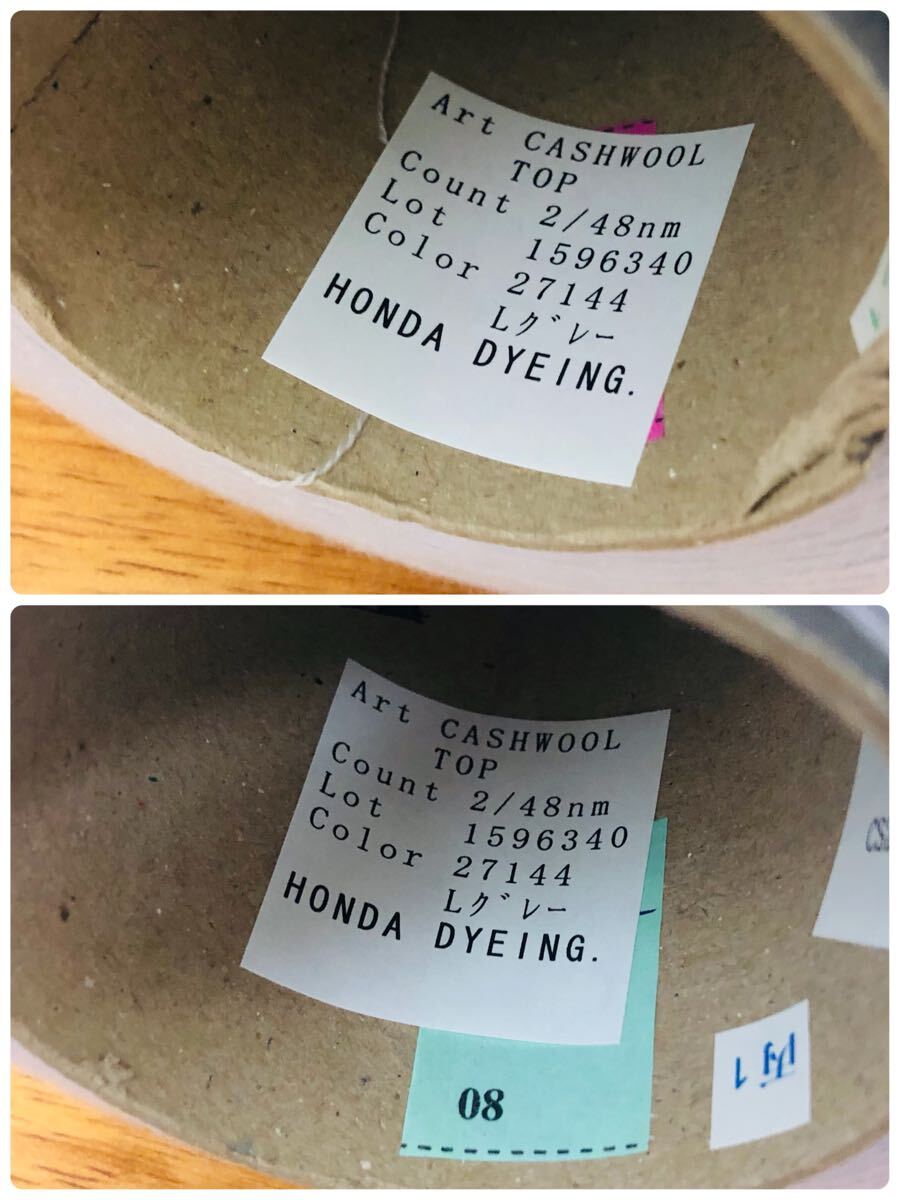 Art CASHWOOL
TOP
Count 2/48nm
Lot 1596340
Color 27144
Lグレー
HONDA DYEING.
Art CASHWOOL
TOP
Count 2/48nm
Lot 1596340
Color 27144
Lグレー
HONDA DYEING.
08